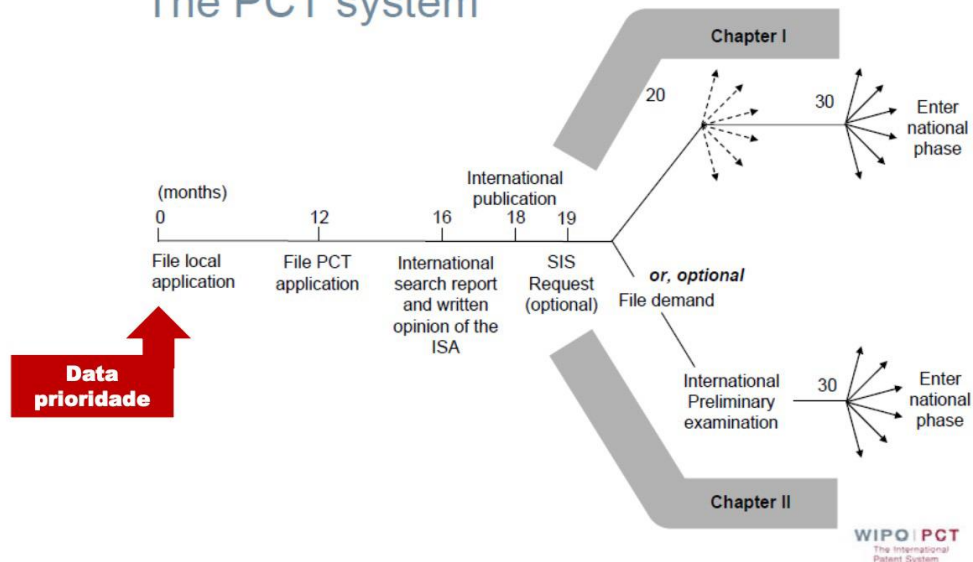 The PCT system
Chapter I
20
30
Enter
national
phase
International
publication
(months)
0
12
16
18
19
File local
application
File PCT
application
International
search report
and written
opinion of the
ISA
SIS
Request
(optional)
or, optional
File demand
Data
prioridade
International
Preliminary
examination
30
Enter
national
phase
Chapter II
WIPO | PCT
The International
Patent System